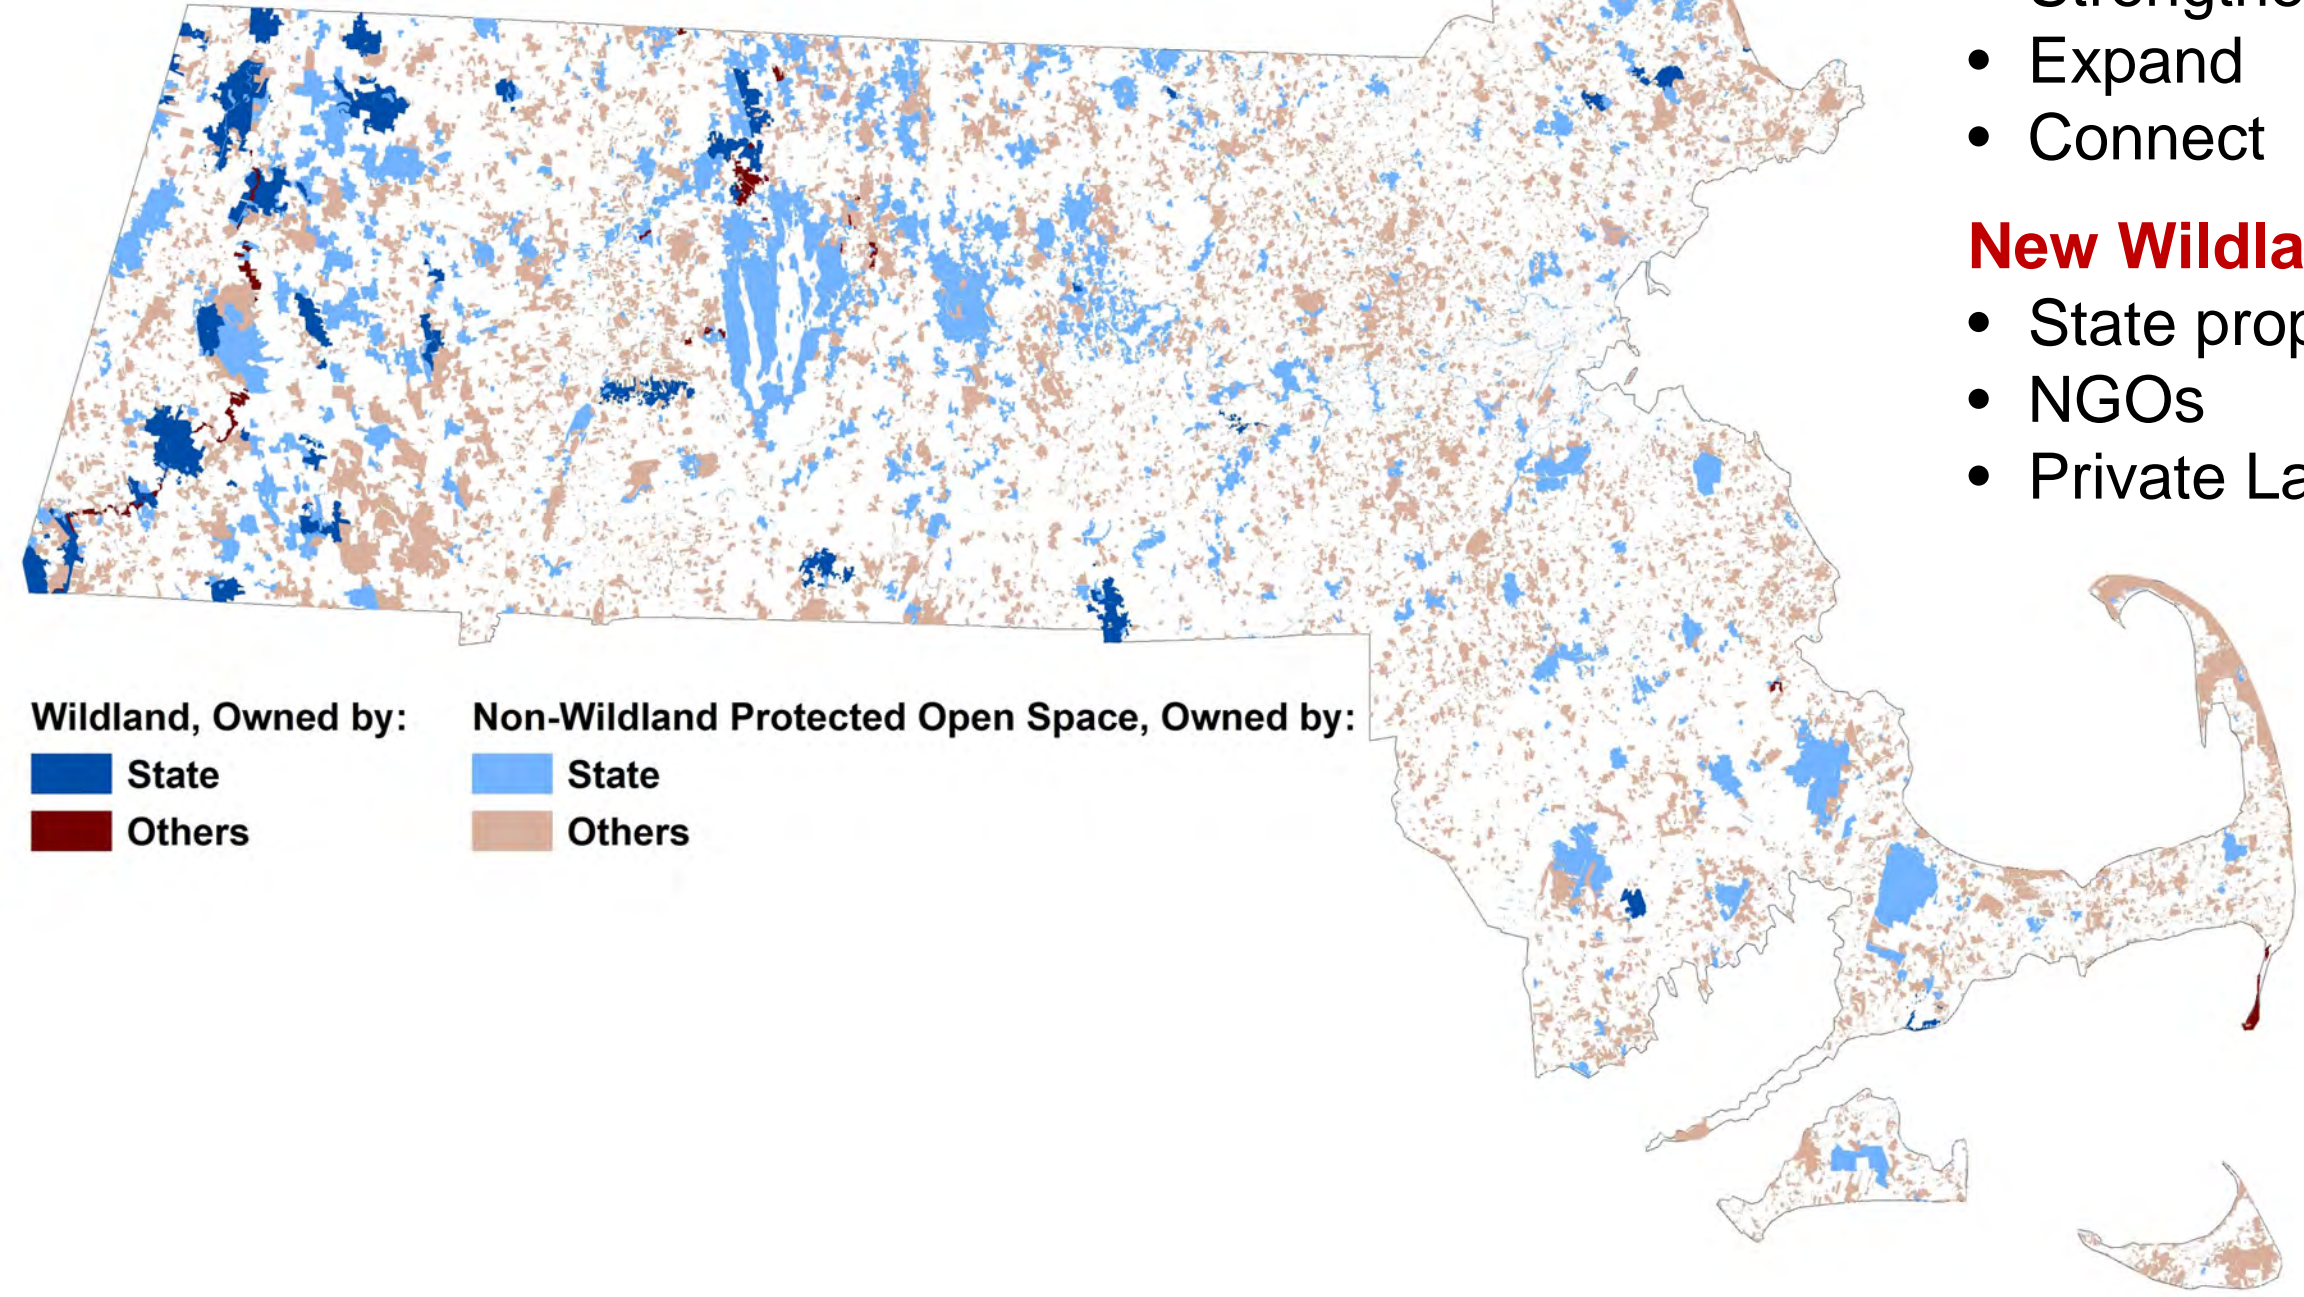 • Expand
• Connect
New Wildla
• State prop
• NGOs
• Private La
Wildland, Owned by:
State
Others
Non-Wildland Protected Open Space, Owned by:
State
Others